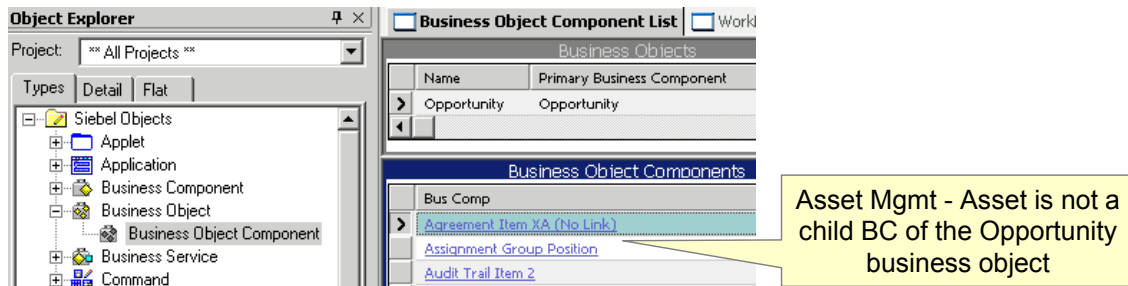 Object Explorer
Project: ** All Projects **
Types Detail Flat
Siebel Objects
Applet
Application
Business Component
Business Object
Business Object Component
Business Service
Command
Business Object Component List
Business Objects
Name Primary Business Component
Opportunity Opportunity
Business Object Components
Bus Comp
Agreement Item XA (No Link)
Assignment Group Position
Audit Trail Item 2
Asset Mgmt - Asset is not a
child BC of the Opportunity
business object